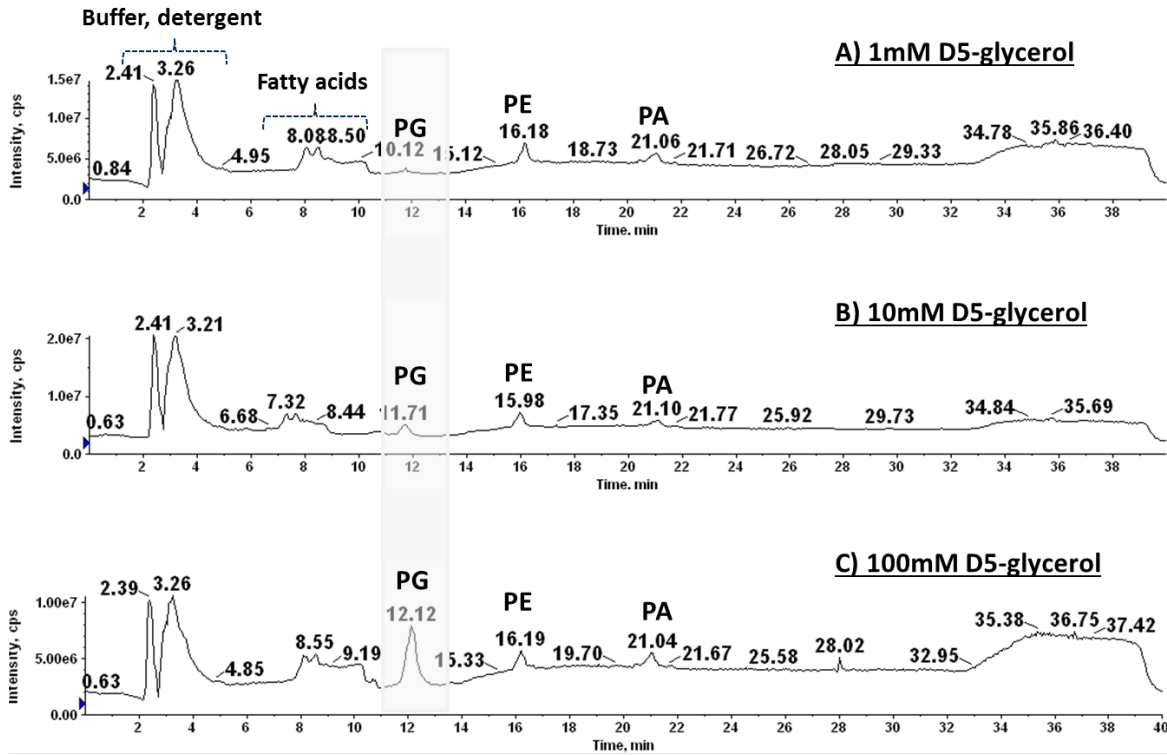 Buffer, detergent
A) 1mM D5-glycerol
Fatty acids
PG
PE
PA
Intensity, cps
1.5e7
1.0e7
5.0e6
0.0
0.84
2.41
3.26
4.95
8.08
8.50
10.12
15.12
16.18
18.73
21.06
21.71
26.72
28.05
29.33
34.78
35.86
36.40
2 4 6 8 10 12 14 16 18 20 22 24 26 28 30 32 34 36 38
Time, min
B) 10mM D5-glycerol
PG
PE
PA
Intensity, cps
2.0e7
1.0e7
0.0
0.63
2.41
3.21
6.68
7.32
8.44
11.71
15.98
17.35
21.10
21.77
25.92
29.73
34.84
35.69
2 4 6 8 10 12 14 16 18 20 22 24 26 28 30 32 34 36 38
Time, min
C) 100mM D5-glycerol
PG
PE
PA
Intensity, cps
1.00e7
5.00e6
0.00
0.63
2.39
3.26
4.85
8.55
9.19
12.12
15.33
16.19
19.70
21.04
21.67
25.58
28.02
32.95
35.38
36.75
37.42
2 4 6 8 10 12 14 16 18 20 22 24 26 28 30 32 34 36 38 40
Time, min